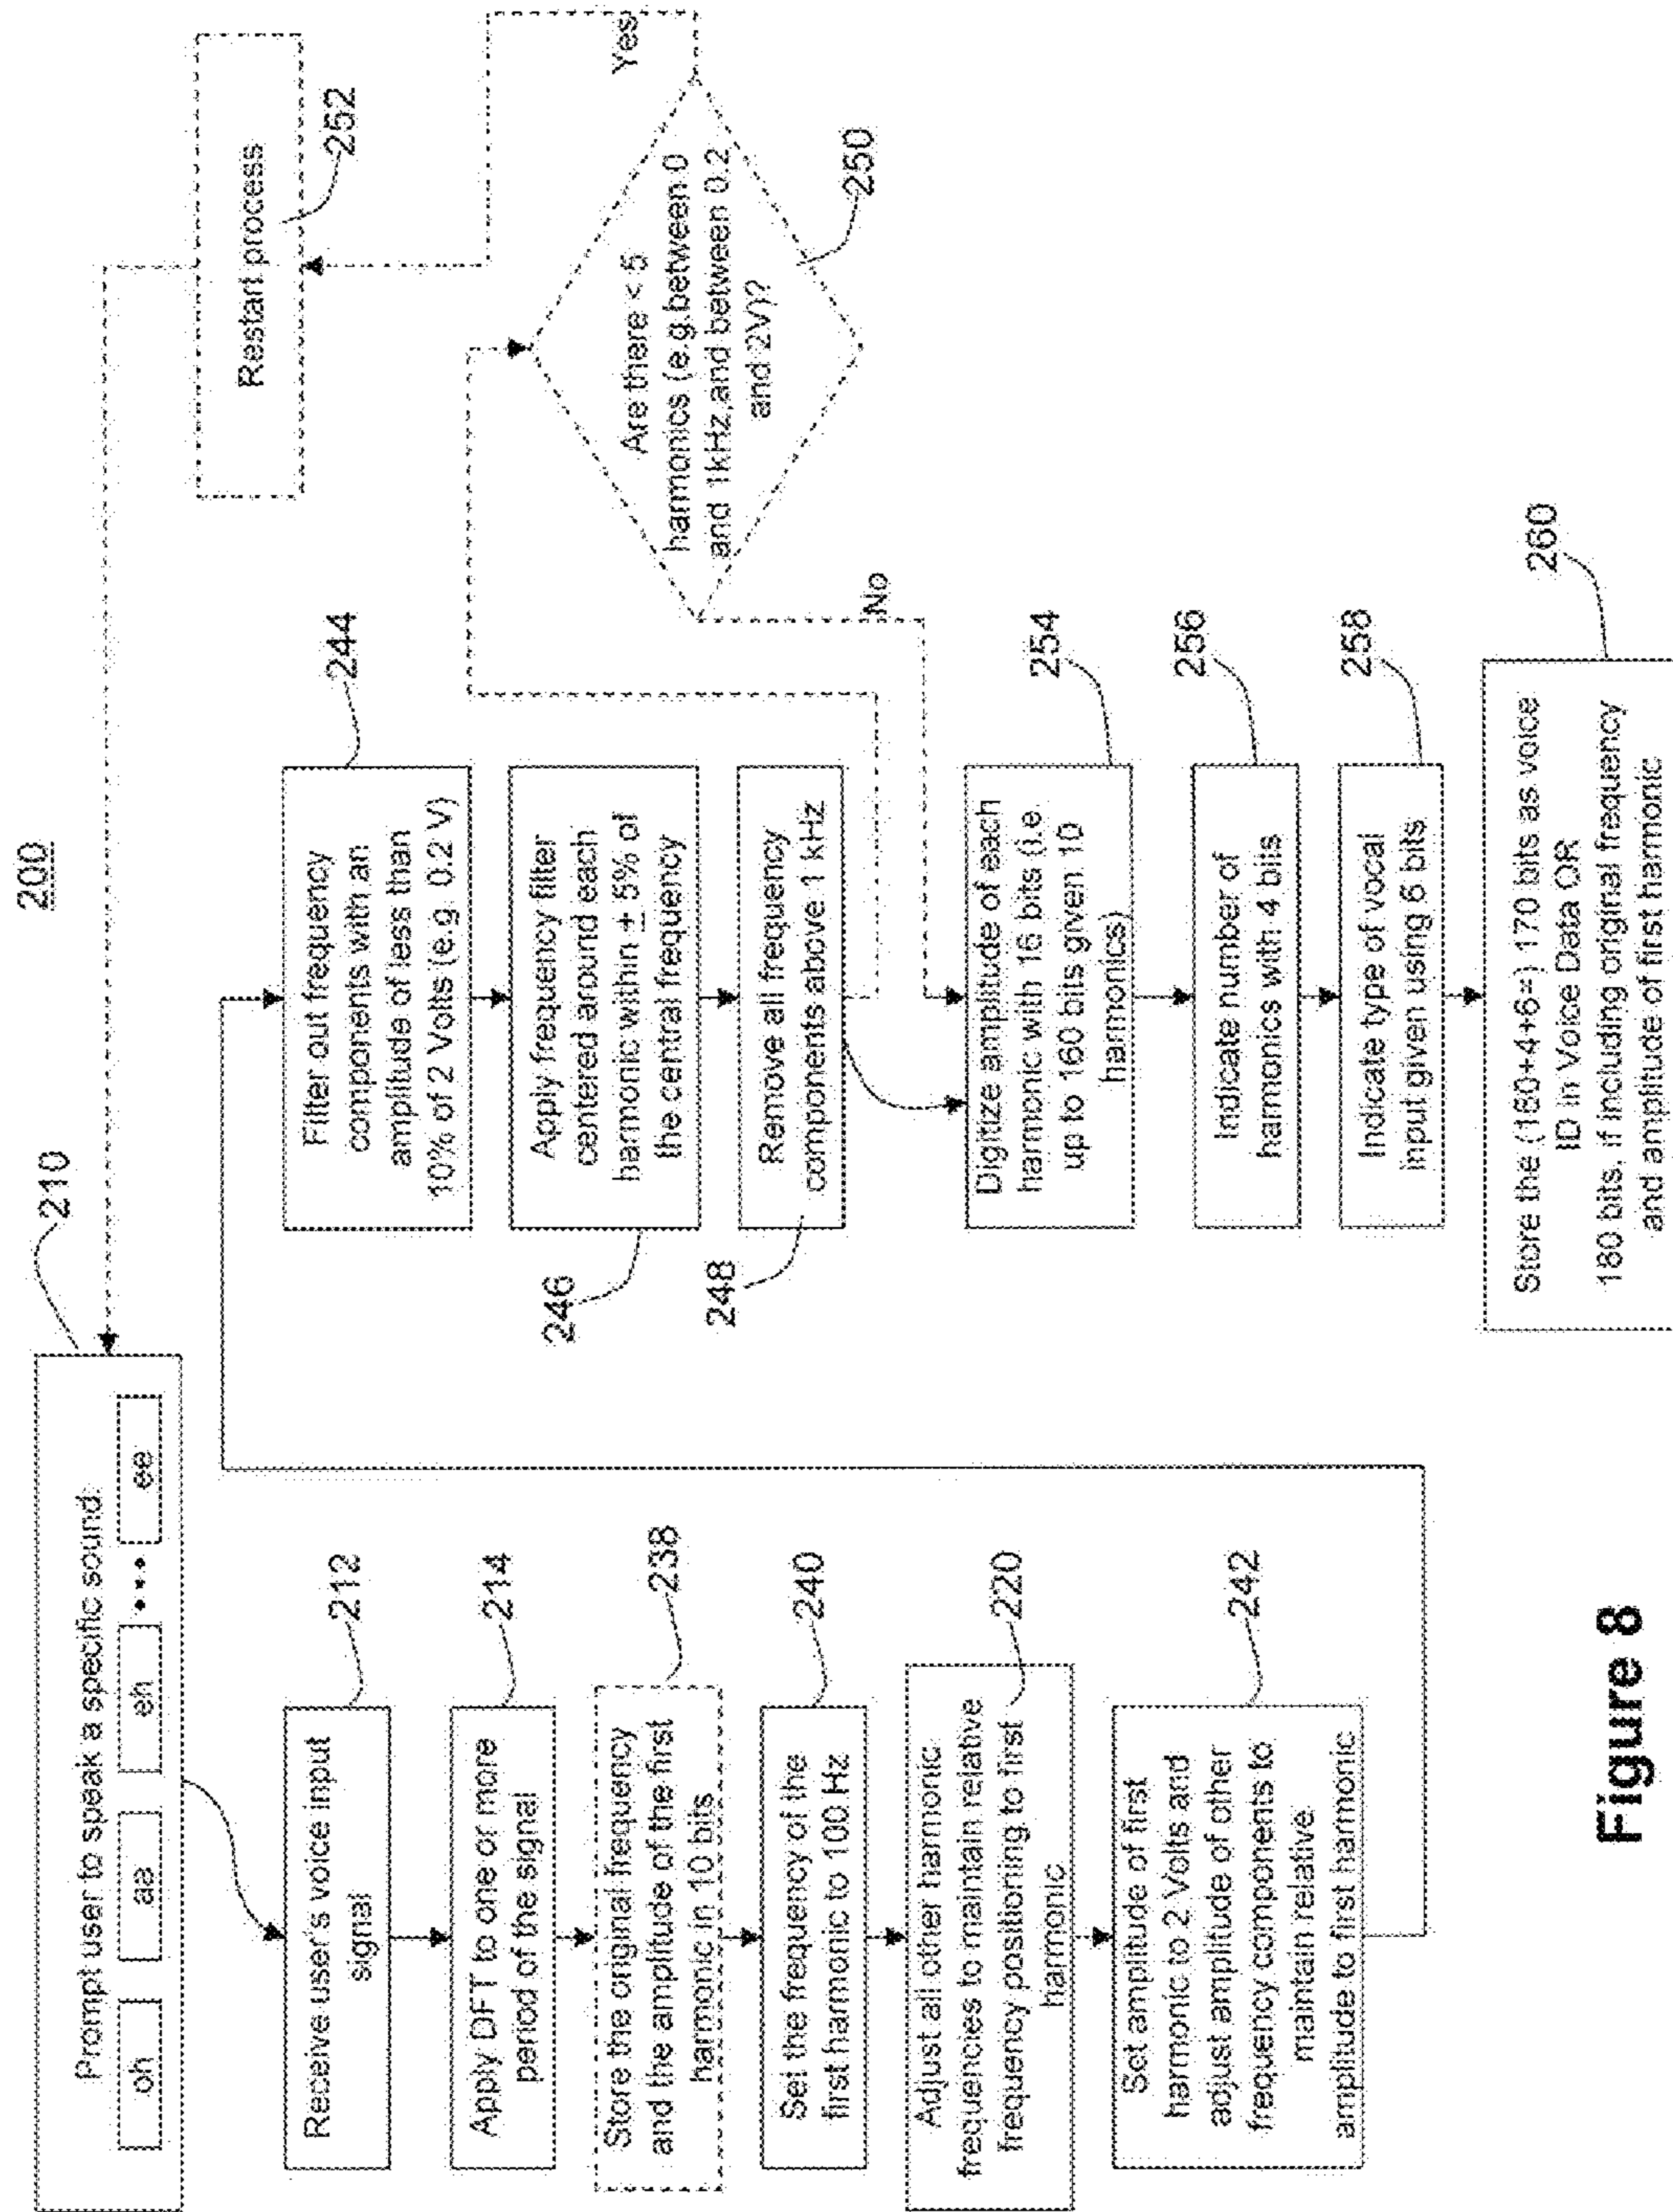 200
Prompt user to speak a specific sound:
oh
aa
eh
• • •
ee
210
Receive user's voice input
signal
212
Apply DFT to one or more
period of the signal
214
Store the original frequency
and the amplitude of the first
harmonic in 10 bits
238
Set the frequency of the
first harmonic to 100 Hz
240
Adjust all other harmonic
frequencies to maintain relative
frequency positioning to first
harmonic
220
Set amplitude of first
harmonic to 2 Volts and
adjust amplitude of other
frequency components to
maintain relative
amplitude to first harmonic
242
Filter out frequency
components with an
amplitude of less than
10% of 2 Volts (e.g. 0.2 V)
244
Apply frequency filter
centered around each
harmonic within ± 5% of
the central frequency
246
Remove all frequency
components above 1 kHz
248
Are there < 5
harmonics (e.g.between 0
and 1kHz,and between 0.2
and 2V)?
250
Yes
No
Restart process
252
Digitize amplitude of each
harmonic with 16 bits (i.e.
up to 160 bits given 10
harmonics)
254
Indicate number of
harmonics with 4 bits
256
Indicate type of vocal
input given using 6 bits
258
Store the (160+4+6=) 170 bits as voice
ID in Voice Data OR
180 bits, if including original frequency
and amplitude of first harmonic
260
Figure 8